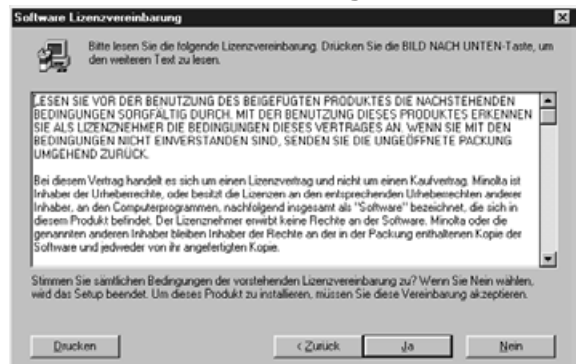 Software Lizenzvereinbarung
Bitte lesen Sie die folgende Lizenzvereinbarung. Drücken Sie die BILD NACH UNTEN-Taste, um
den weiteren Text zu lesen.
LESEN SIE VOR DER BENUTZUNG DES BEIGEFÜGTEN PRODUKTES DIE NACHSTEHENDEN
BEDINGUNGEN SORGFÄLTIG DURCH. MIT DER BENUTZUNG DIESES PRODUKTES ERKENNEN
SIE ALS LIZENZNEHMER DIE BEDINGUNGEN DIESES VERTRAGES AN. WENN SIE MIT DEN
BEDINGUNGEN NICHT EINVERSTANDEN SIND, SENDEN SIE DIE UNGEÖFFNETE PACKUNG
UMGEHEND ZURÜCK.
Bei diesem Vertrag handelt es sich um einen Lizenzvertrag und nicht um einen Kaufvertrag. Minolta ist
Inhaber der Urheberrechte, oder besitzt die Lizenzen an den entsprechenden Urheberrechten anderer
Inhaber, an den Computerprogrammen, nachfolgend insgesamt als "Software" bezeichnet, die sich in
diesem Produkt befindet. Der Lizenznehmer erwirbt keine Rechte an der Software. Minolta oder die
genannten anderen Inhaber bleiben Inhaber der Rechte an der in der Packung enthaltenen Kopie der
Software und jedweder von ihr angefertigten Kopie.
Stimmen Sie sämtlichen Bedingungen der vorstehenden Lizenzvereinbarung zu? Wenn Sie Nein wählen,
wird das Setup beendet. Um dieses Produkt zu installieren, müssen Sie diese Vereinbarung akzeptieren.
Drucken
< Zurück
Ja
Nein